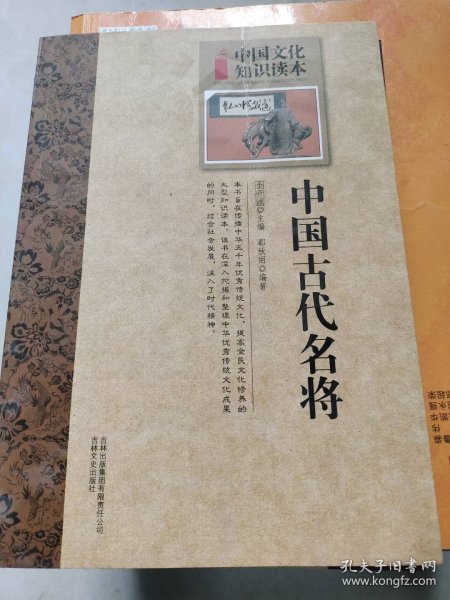 中国文化
知识读本
中国古代名将
金开诚◎主编 郝秋丽◎编著
本书旨在传播中华五千年优秀传统文化，提高全民文化修养的
大型知识读本。该书在深入挖掘和整理中华优秀传统文化成果
的同时，结合社会发展，注入了时代精神。
吉林出版集团有限责任公司
吉林文史出版社
孔夫子旧书网
www.kongfz.com